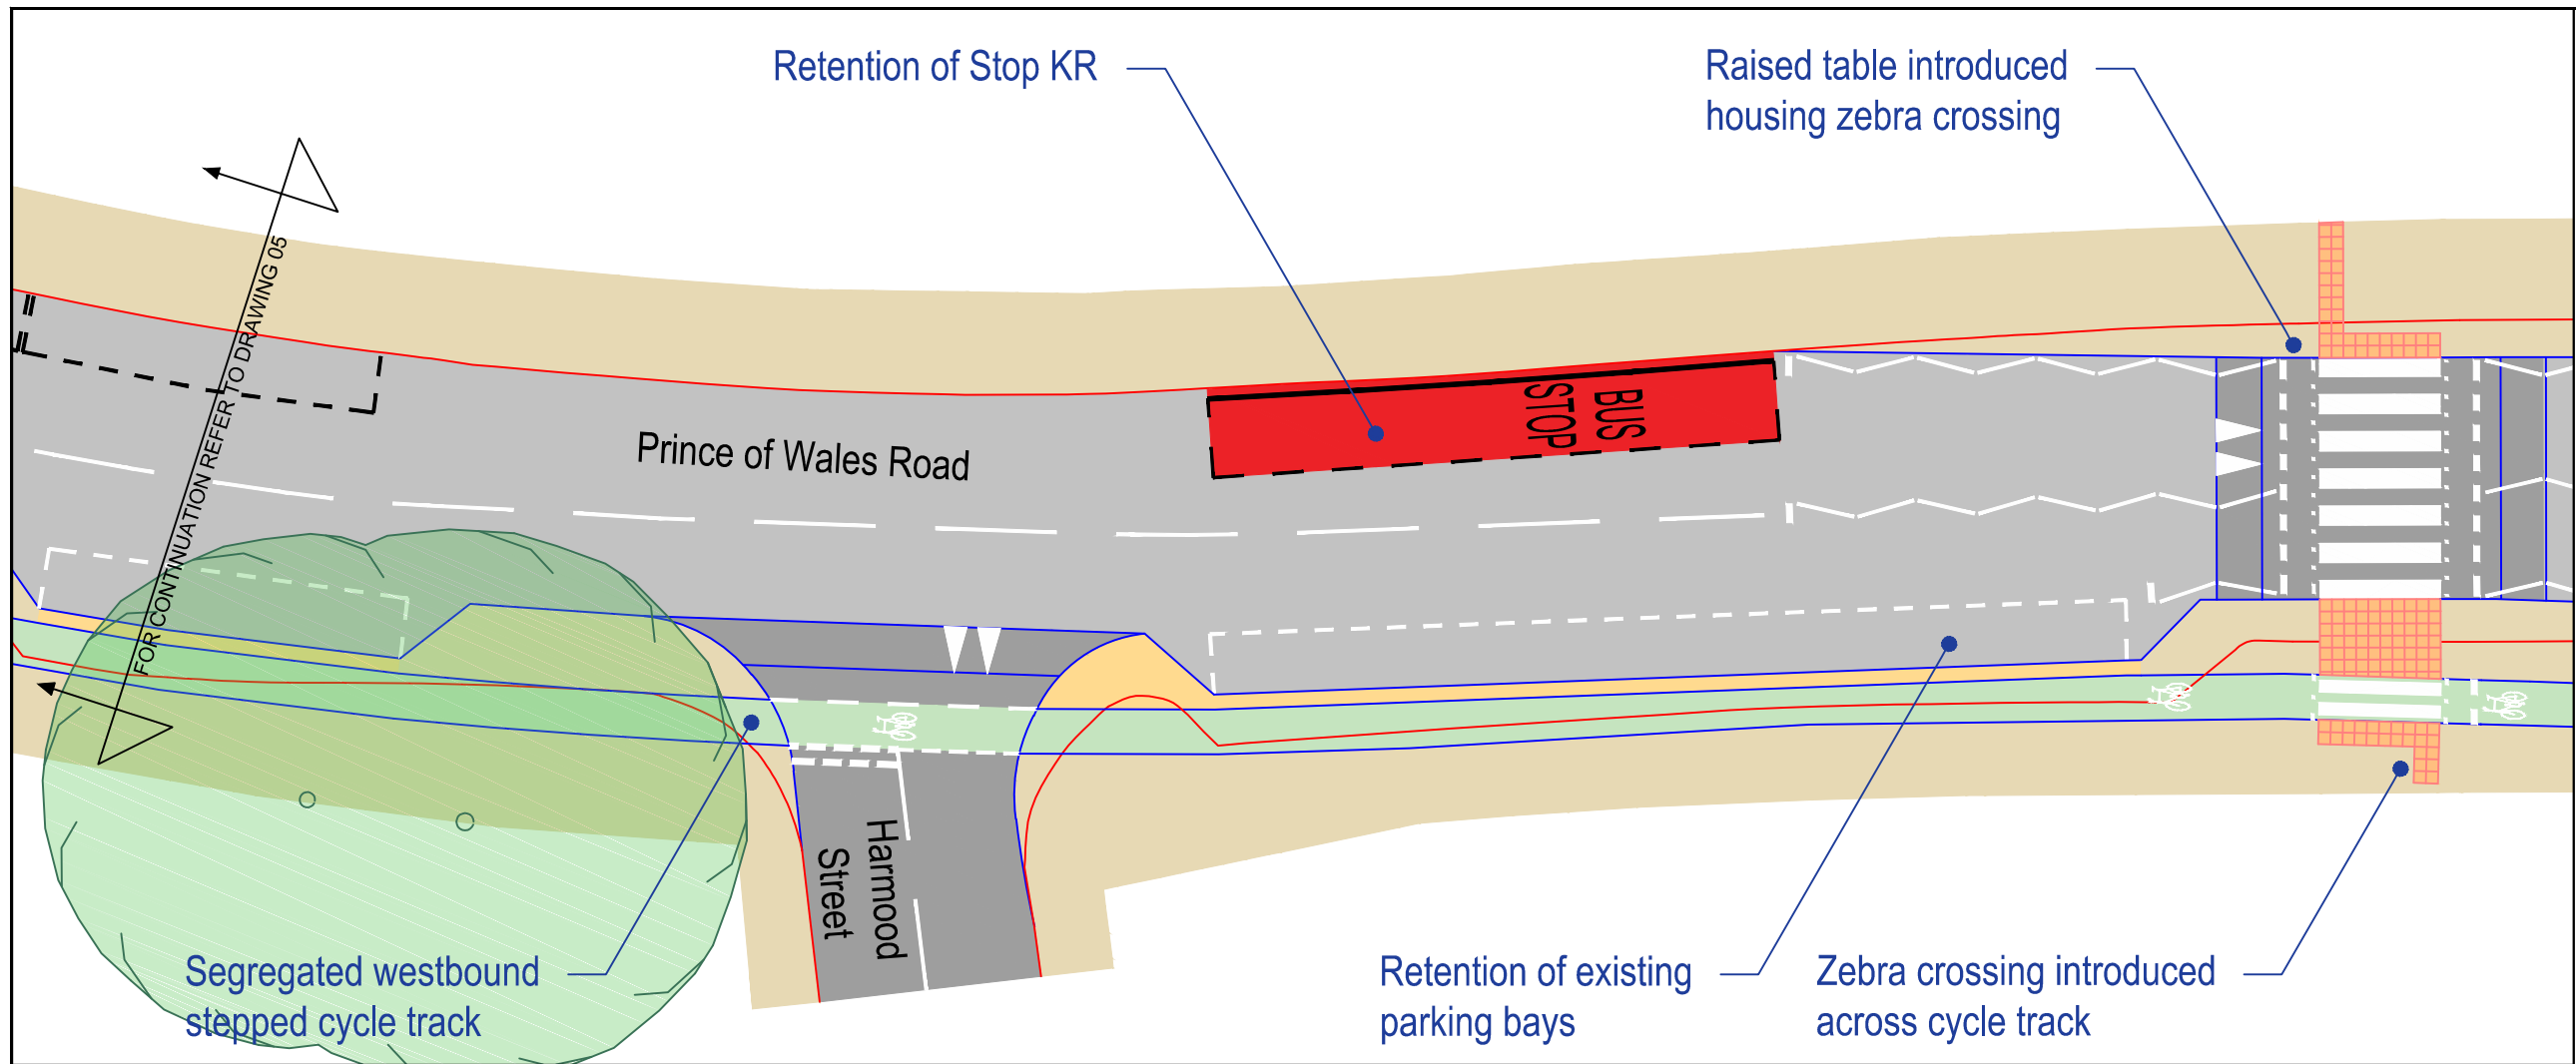 Retention of Stop KR
Raised table introduced
housing zebra crossing
FOR CONTINUATION REFER TO DRAWING 05
BUS
STOP
Prince of Wales Road
Harmood
Street
Segregated westbound
stepped cycle track
Retention of existing
parking bays
Zebra crossing introduced
across cycle track